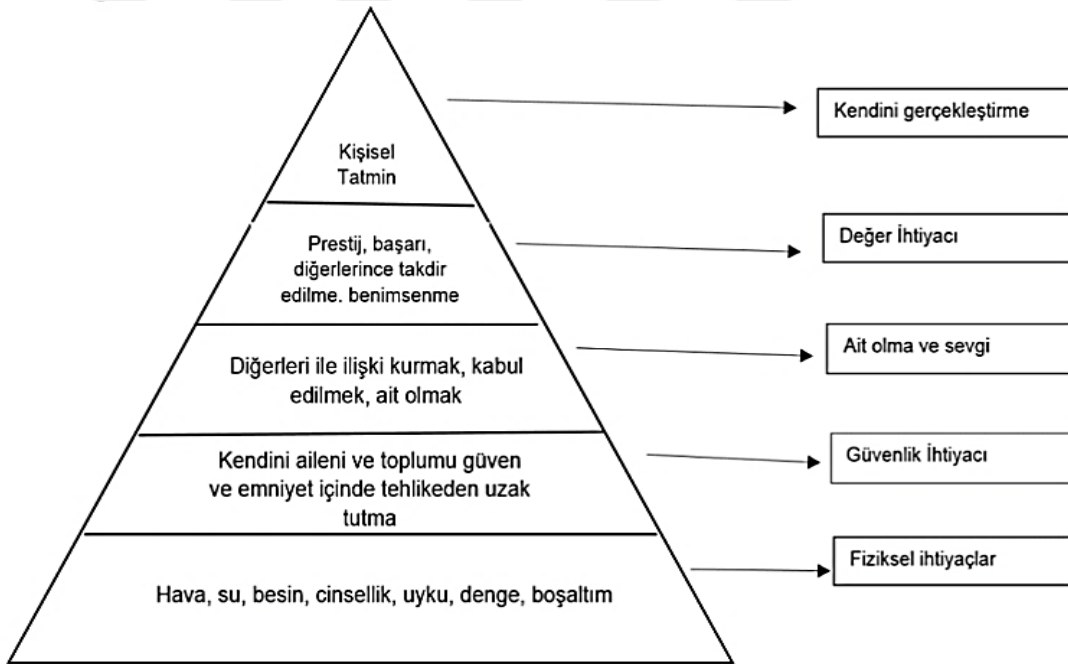 Kendini gerçekleştirme
Kişisel
Tatmin
Değer İhtiyacı
Prestij, başarı,
diğerlerince takdir
edilme. benimsenme
Ait olma ve sevgi
Diğerleri ile ilişki kurmak, kabul
edilmek, ait olmak
Güvenlik İhtiyacı
Kendini aileni ve toplumu güven
ve emniyet içinde tehlikeden uzak
tutma
Fiziksel ihtiyaçlar
Hava, su, besin, cinsellik, uyku, denge, boşaltım